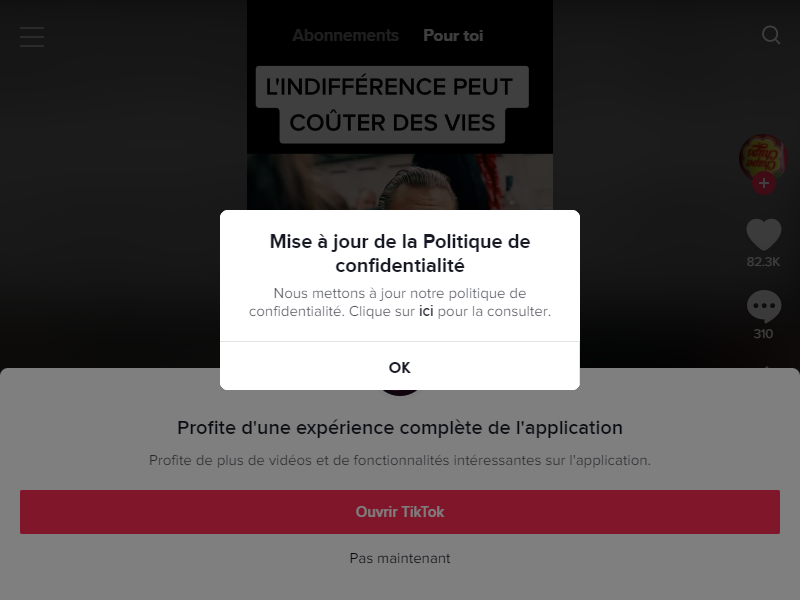 Abonnements Pour toi
L'INDIFFÉRENCE PEUT
COÛTER DES VIES
82.3K
310
Mise à jour de la Politique de
confidentialité
Nous mettons à jour notre politique de
confidentialité. Clique sur ici pour la consulter.
OK
Profite d'une expérience complète de l'application
Profite de plus de vidéos et de fonctionnalités intéressantes sur l'application.
Ouvrir TikTok
Pas maintenant